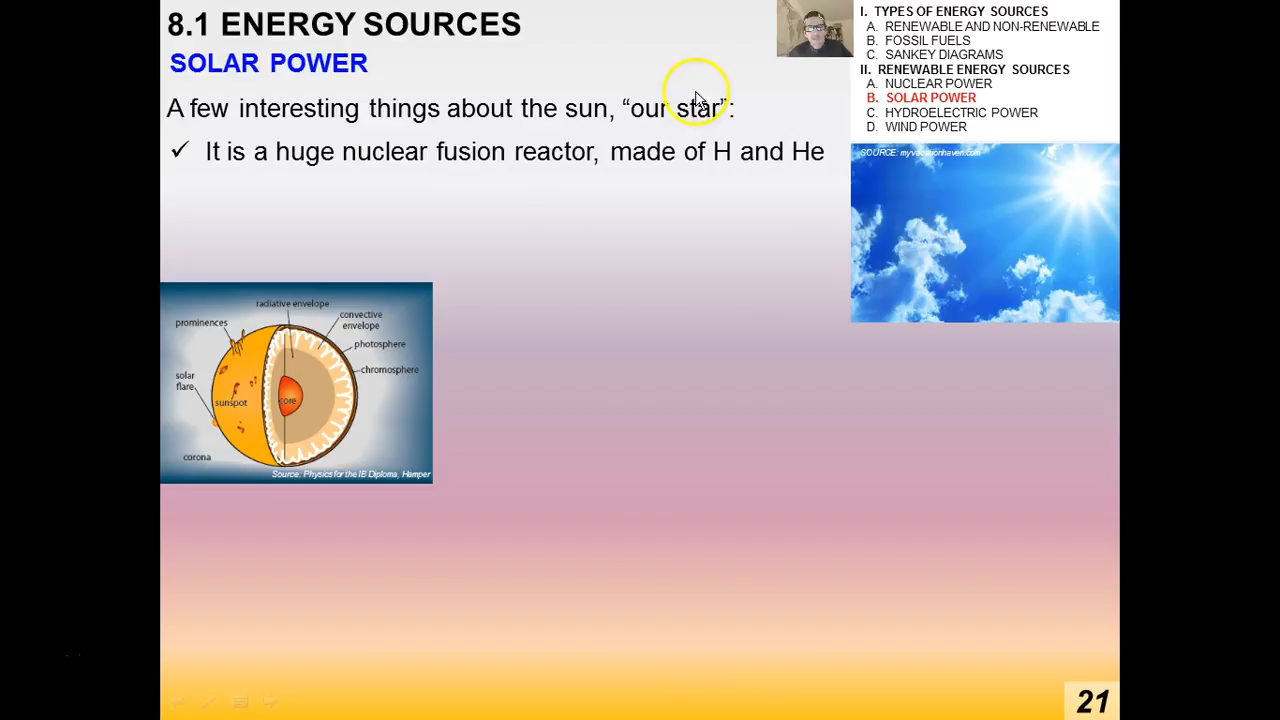 8.1 ENERGY SOURCES
SOLAR POWER
A few interesting things about the sun, “our star”:
✓ It is a huge nuclear fusion reactor, made of H and He
I. TYPES OF ENERGY SOURCES
A. RENEWABLE AND NON-RENEWABLE
B. FOSSIL FUELS
C. SANKEY DIAGRAMS
II. RENEWABLE ENERGY SOURCES
A. NUCLEAR POWER
B. SOLAR POWER
C. HYDROELECTRIC POWER
D. WIND POWER
SOURCE: myvacationhaven.com
radiative envelope
convective
envelope
prominences
photosphere
chromosphere
solar
flare
sunspot
core
corona
Source: Physics for the IB Diploma, Hamper
21